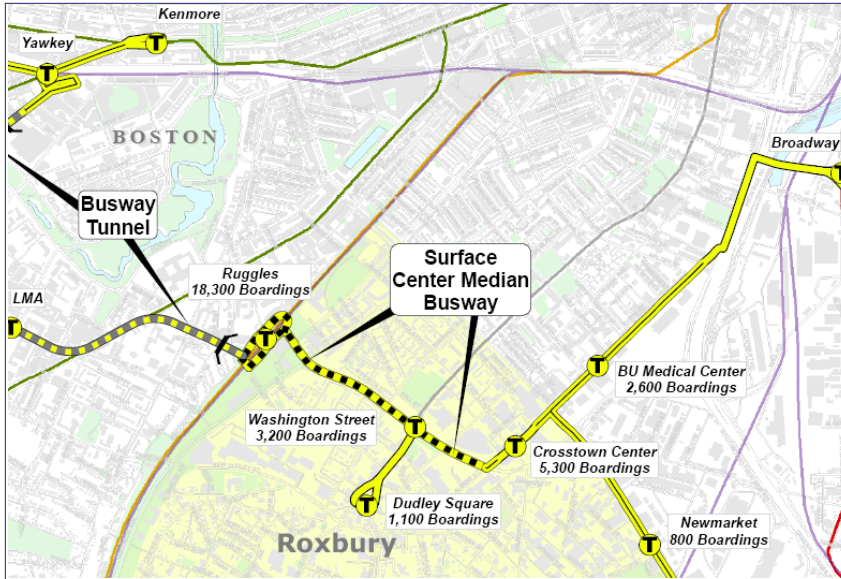 Kenmore
Yawkey
T
T
BOSTON
Broadway
T
Busway
Tunnel
Surface
Center Median
Busway
Ruggles
18,300 Boardings
LMA
T
T
BU Medical Center
2,600 Boardings
T
Washington Street
3,200 Boardings
T
Crosstown Center
5,300 Boardings
T
Dudley Square
1,100 Boardings
T
Newmarket
800 Boardings
T
Roxbury